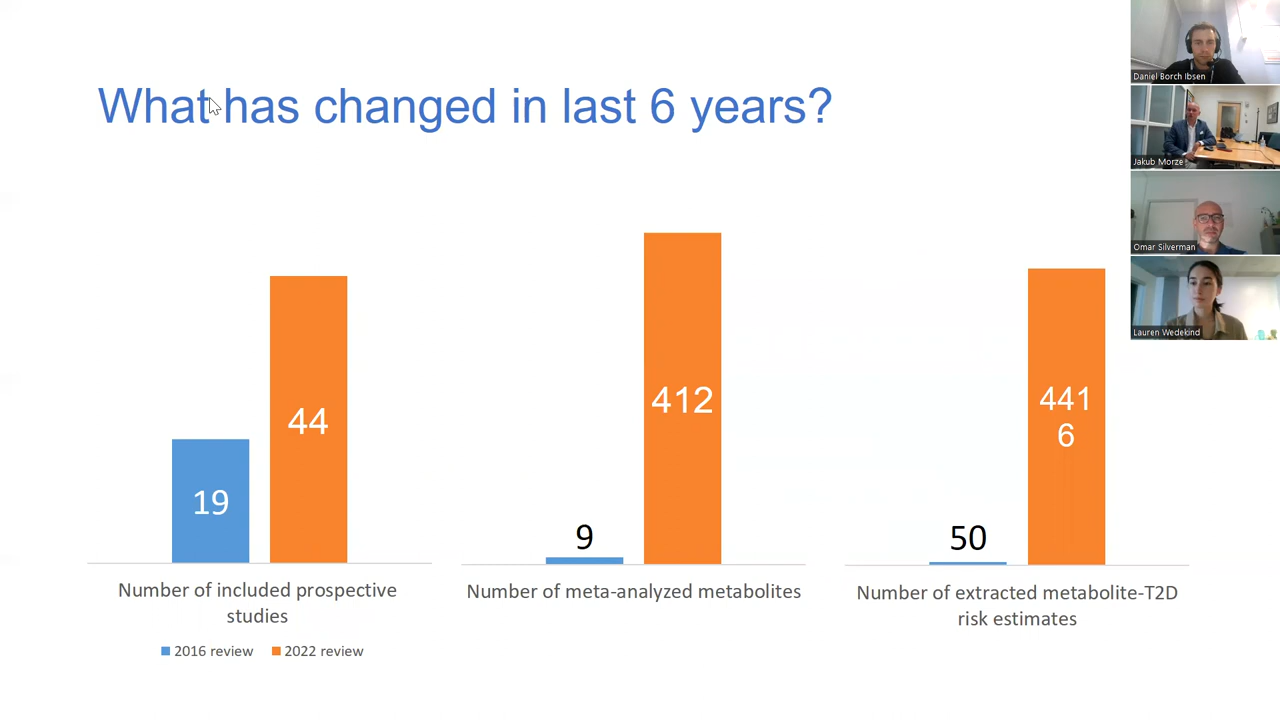 What has changed in last 6 years?
Daniel Borch Ibsen
Jakub Morze
Omar Silverman
Lauren Wedekind
19
44
9
412
50
441
6
Number of included prospective
studies
Number of meta-analyzed metabolites
Number of extracted metabolite-T2D
risk estimates
2016 review
2022 review